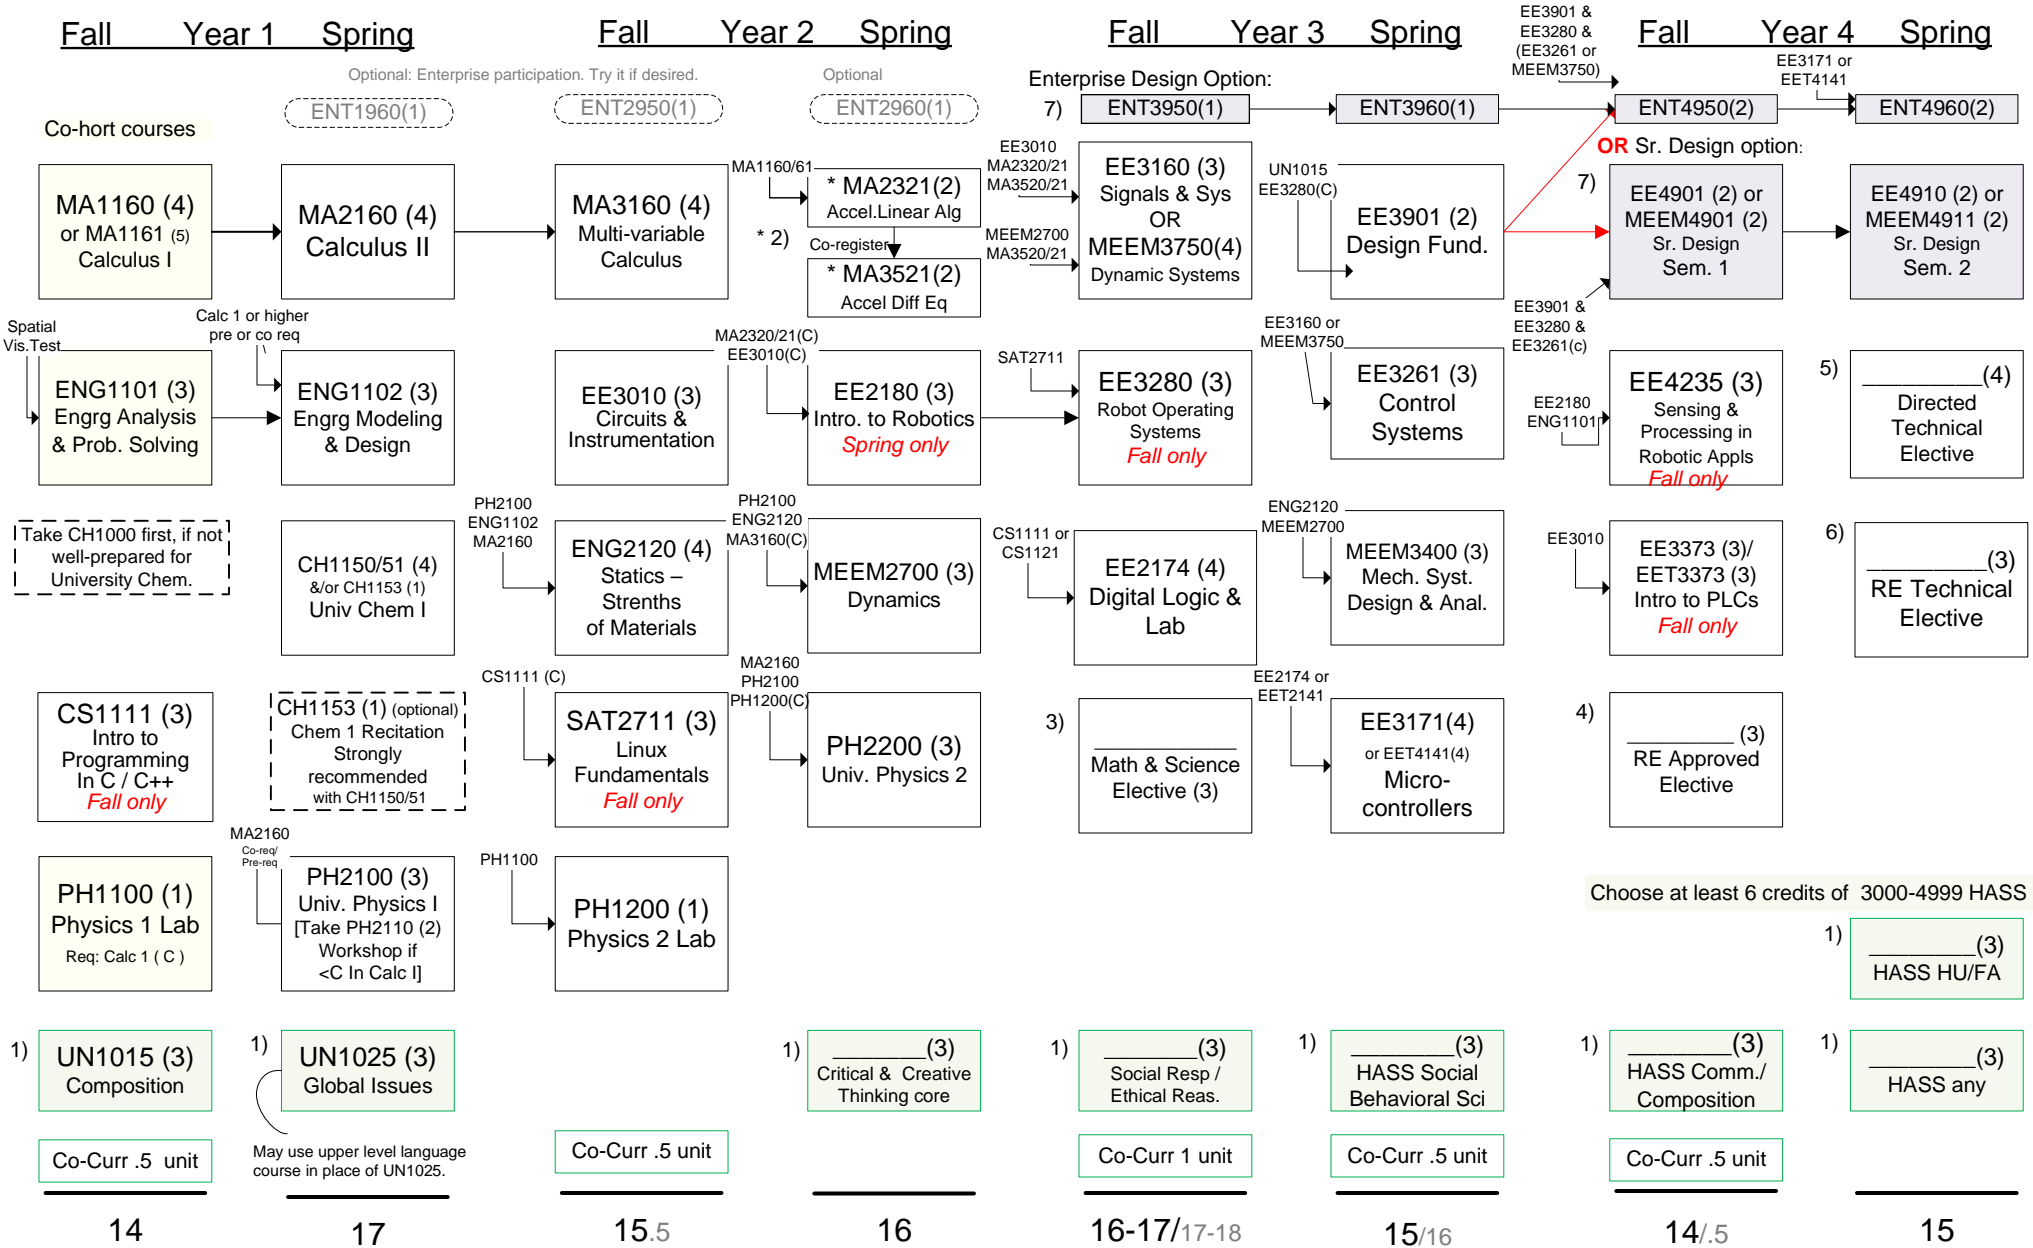 Fall Year 1 Spring
Fall Year 2 Spring
Fall Year 3 Spring
Fall Year 4 Spring
Optional: Enterprise participation. Try it if desired.
Optional
Enterprise Design Option:
EE3901 &
EE3280 &
(EE3261 or
MEEM3750)
EE3171 or
EET4141
ENT1960(1)
ENT2950(1)
ENT2960(1)
7)
ENT3950(1)
ENT3960(1)
ENT4950(2)
ENT4960(2)
Co-hort courses
OR Sr. Design option:
MA1160 (4)
or MA1161 (5)
Calculus I
MA2160 (4)
Calculus II
MA3160 (4)
Multi-variable
Calculus
MA1160/61
* MA2321(2)
Accel.Linear Alg
* 2)
Co-register
* MA3521(2)
Accel Diff Eq
EE3010
MA2320/21
MA3520/21
MEEM2700
MA3520/21
EE3160 (3)
Signals & Sys
OR
MEEM3750(4)
Dynamic Systems
UN1015
EE3280(C)
EE3901 (2)
Design Fund.
7)
EE4901 (2) or
MEEM4901 (2)
Sr. Design
Sem. 1
EE4910 (2) or
MEEM4911 (2)
Sr. Design
Sem. 2
EE3901 &
EE3280 &
EE3261(c)
Spatial
Vis.Test
ENG1101 (3)
Engrg Analysis
& Prob. Solving
Calc 1 or higher
pre or co req
ENG1102 (3)
Engrg Modeling
& Design
EE3010 (3)
Circuits &
Instrumentation
MA2320/21(C)
EE3010(C)
EE2180 (3)
Intro. to Robotics
Spring only
SAT2711
EE3280 (3)
Robot Operating
Systems
Fall only
EE3160 or
MEEM3750
EE3261 (3)
Control
Systems
EE2180
ENG1101
EE4235 (3)
Sensing &
Processing in
Robotic Appls
Fall only
5)
_________(4)
Directed
Technical
Elective
Take CH1000 first, if not
well-prepared for
University Chem.
CH1150/51 (4)
&/or CH1153 (1)
Univ Chem I
PH2100
ENG1102
MA2160
ENG2120 (4)
Statics –
Strenths
of Materials
PH2100
ENG2120
MA3160(C)
MEEM2700 (3)
Dynamics
CS1111 or
CS1121
EE2174 (4)
Digital Logic &
Lab
ENG2120
MEEM2700
MEEM3400 (3)
Mech. Syst.
Design & Anal.
EE3010
EE3373 (3)/
EET3373 (3)
Intro to PLCs
Fall only
6)
_________(3)
RE Technical
Elective
CS1111 (3)
Intro to
Programming
In C / C++
Fall only
CH1153 (1) (optional)
Chem 1 Recitation
Strongly
recommended
with CH1150/51
CS1111 (C)
SAT2711 (3)
Linux
Fundamentals
Fall only
MA2160
PH2100
PH1200(C)
PH2200 (3)
Univ. Physics 2
3)
____________
Math & Science
Elective (3)
EE2174 or
EET2141
EE3171(4)
or EET4141(4)
Micro-
controllers
4)
________ (3)
RE Approved
Elective
PH1100 (1)
Physics 1 Lab
Req: Calc 1 ( C )
MA2160
Co-req/
Pre-req
PH2100 (3)
Univ. Physics I
[Take PH2110 (2)
Workshop if
<C In Calc I]
PH1100
PH1200 (1)
Physics 2 Lab
Choose at least 6 credits of 3000-4999 HASS
1)
________(3)
HASS HU/FA
1)
UN1015 (3)
Composition
1)
UN1025 (3)
Global Issues
1)
_______(3)
Critical & Creative
Thinking core
1)
_______(3)
Social Resp /
Ethical Reas.
1)
________(3)
HASS Social
Behavioral Sci
1)
________(3)
HASS Comm./
Composition
1)
________(3)
HASS any
Co-Curr .5 unit
May use upper level language
course in place of UN1025.
Co-Curr .5 unit
Co-Curr 1 unit
Co-Curr .5 unit
Co-Curr .5 unit
14
17
15.5
16
16-17/17-18
15/16
14/.5
15